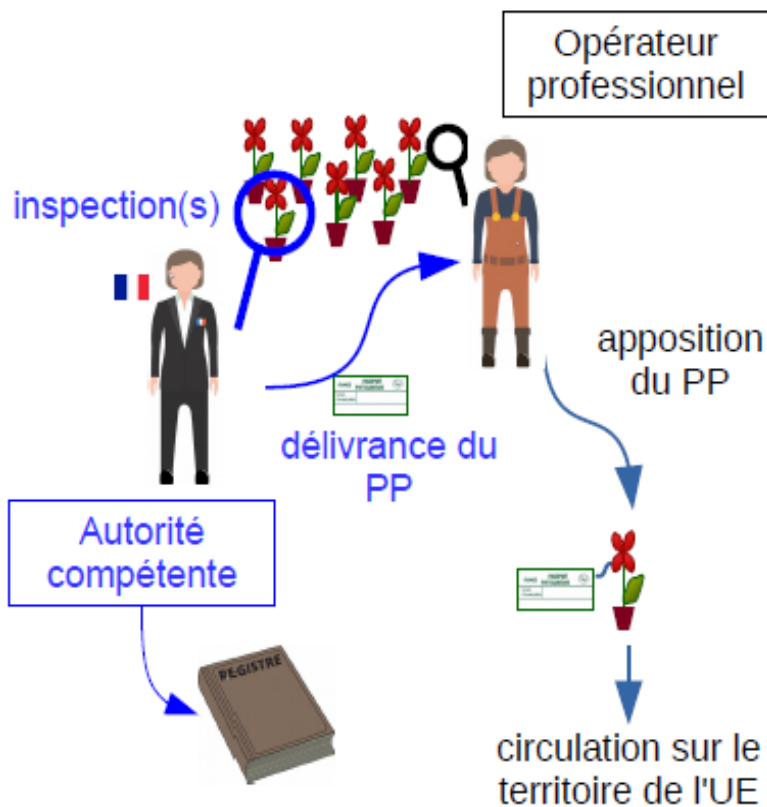 Opérateur
professionnel
inspection(s)
apposition
du PP
délivrance du
PP
Autorité
compétente
REGISTRE
circulation sur le
territoire de l'UE